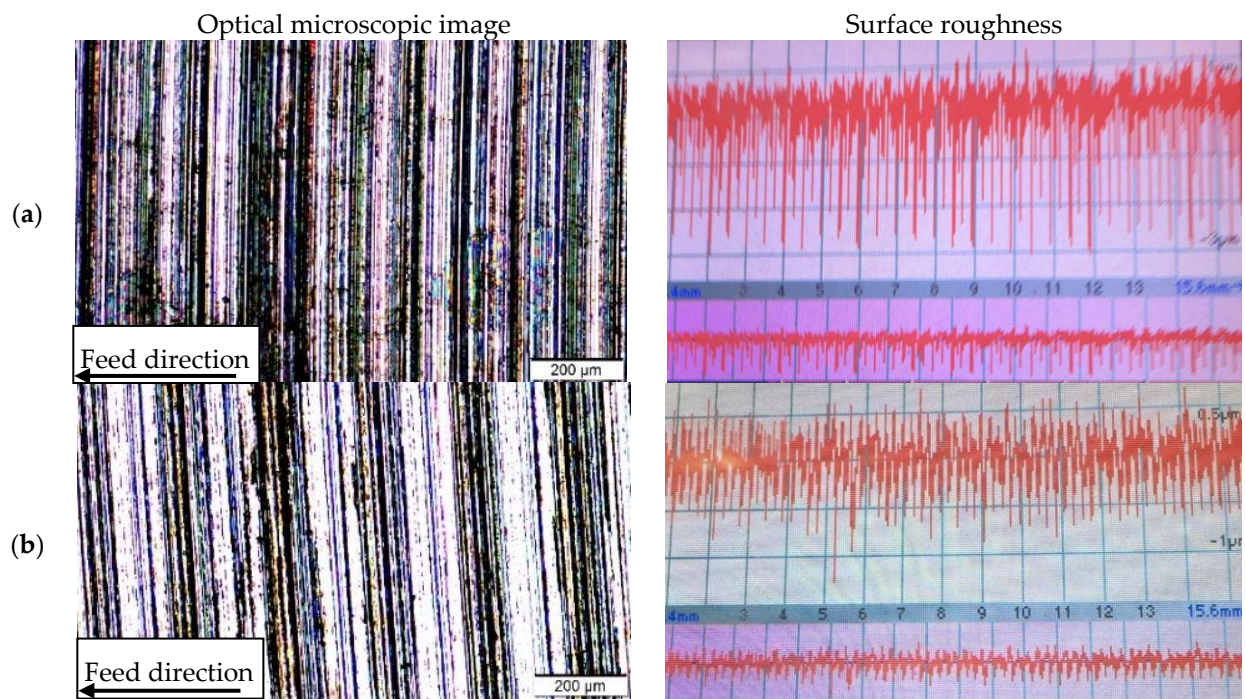 Optical microscopic image
Surface roughness
(a)
Feed direction
200 µm
4mm 3 4 5 6 7 8 9 10 11 12 13 15.6mm
(b)
Feed direction
200 µm
0.5µm
-1µm
4mm 3 4 5 6 7 8 9 10 11 12 13 15.6mm